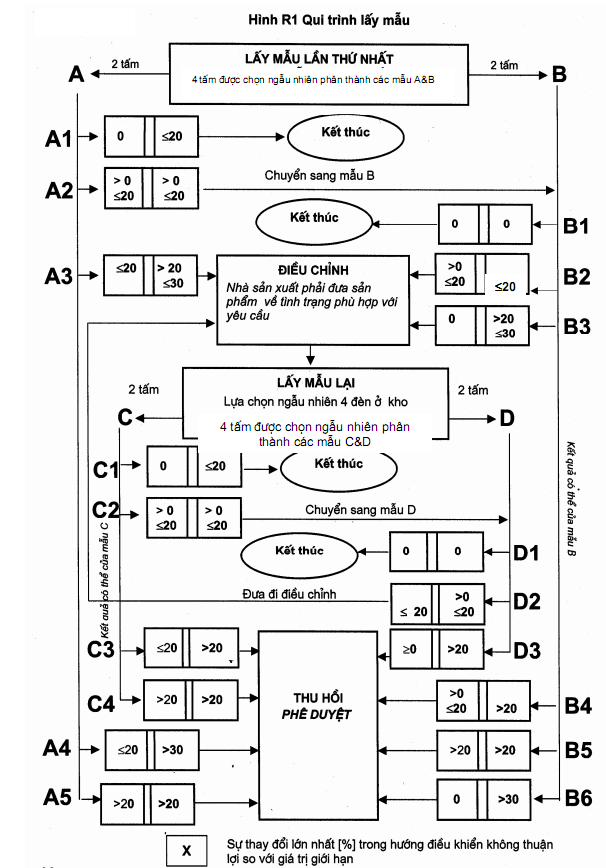 Hình R1 Qui trình lấy mẫu
LẤY MẪU LẦN THỨ NHẤT
4 tấm được chọn ngẫu nhiên phân thành các mẫu A&B
A
2 tấm
2 tấm
B
A1
0
≤20
Kết thúc
A2
> 0
≤20
> 0
≤20
Chuyển sang mẫu B
Kết thúc
0
0
B1
A3
≤20
> 20
≤30
ĐIỀU CHỈNH
Nhà sản xuất phải đưa sản
phẩm về tình trạng phù hợp với
yêu cầu
>0
≤20
≤20
B2
0
>20
≤30
B3
LẤY MẪU LẠI
Lựa chọn ngẫu nhiên 4 đèn ở kho
4 tấm được chọn ngẫu nhiên phân
thành các mẫu C&D
2 tấm
2 tấm
C
D
C1
0
≤20
Kết thúc
C2
> 0
≤20
> 0
≤20
Chuyển sang mẫu D
Kết quả có thể của mẫu C
Kết quả có thể của mẫu B
Kết thúc
0
0
D1
Đưa đi điều chỉnh
≤ 20
>0
≤20
D2
C3
≤20
>20
≥0
>20
D3
THU HỒI
PHÊ DUYỆT
C4
>20
>20
>0
≤20
>20
B4
A4
≤20
>30
>20
>20
B5
A5
>20
>20
0
>30
B6
X
Sự thay đổi lớn nhất [%] trong hướng điều khiển không thuận
lợi so với giá trị giới hạn